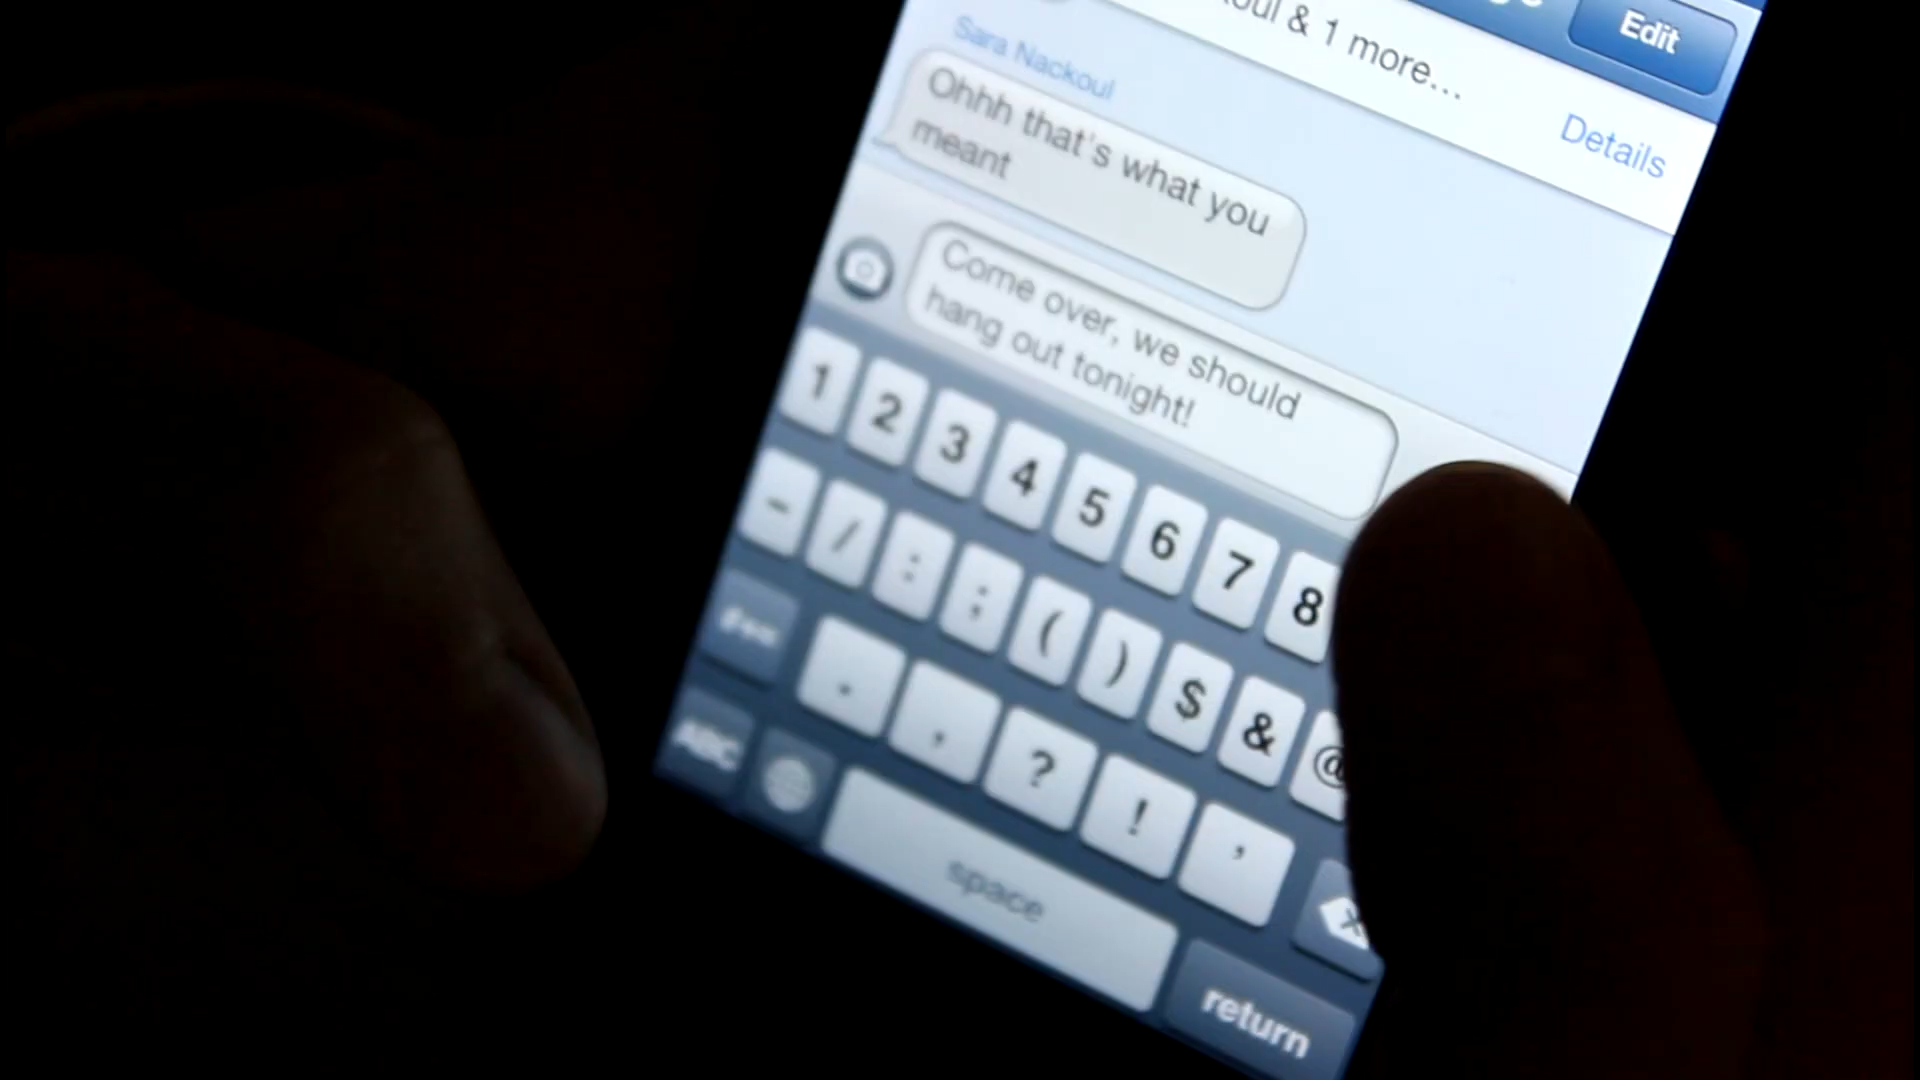 Edit
& 1 more...
Details
Sara Nackoul
Ohhh that's what you
meant
Come over, we should
hang out tonight!
1 2 3 4 5 6 7 8
- / : ; ( ) $ & @
#+=
. , ? ! '
ABC
space
return